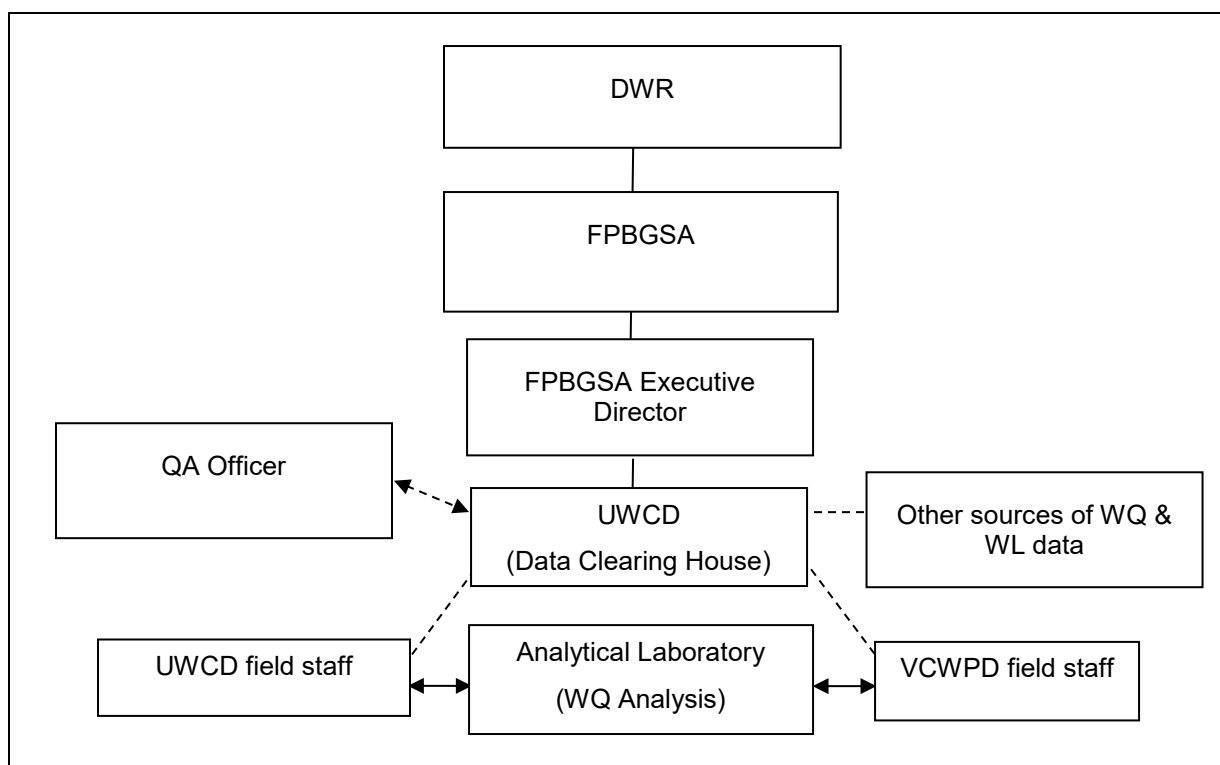 DWR
FPBGSA
FPBGSA Executive
Director
QA Officer
UWCD
(Data Clearing House)
Other sources of WQ &
WL data
UWCD field staff
Analytical Laboratory
(WQ Analysis)
VCWPD field staff